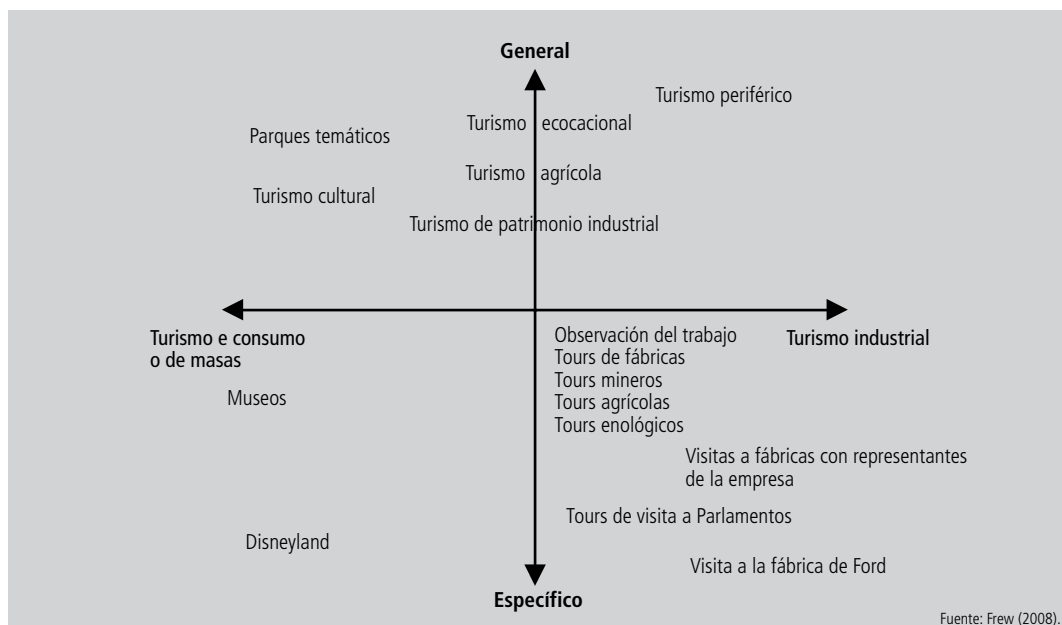 General
Turismo periférico
Turismo ecocacional
Parques temáticos
Turismo agrícola
Turismo cultural
Turismo de patrimonio industrial
Turismo e consumo
o de masas
Observación del trabajo
Tours de fábricas
Tours mineros
Tours agrícolas
Tours enológicos
Turismo industrial
Museos
Visitas a fábricas con representantes
de la empresa
Tours de visita a Parlamentos
Disneyland
Visita a la fábrica de Ford
Específico
Fuente: Frew (2008).